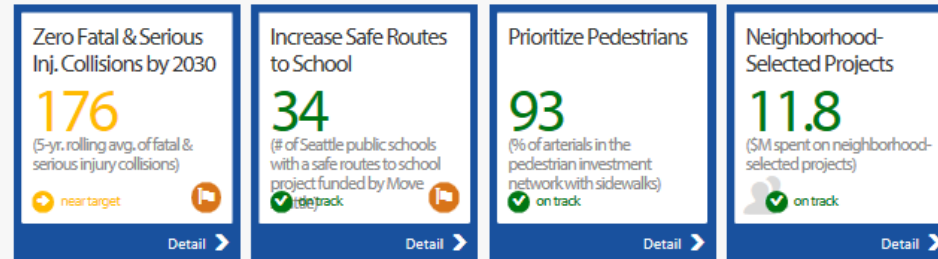 Zero Fatal & Serious
Inj. Collisions by 2030
176
(5-yr. rolling avg. of fatal &
serious injury collisions)
near target
Detail
Increase Safe Routes
to School
34
(# of Seattle public schools
with a safe routes to school
project funded by Move
on track
Detail
Prioritize Pedestrians
93
(% of arterials in the
pedestrian investment
network with sidewalks)
on track
Detail
Neighborhood-
Selected Projects
11.8
($M spent on neighborhood-
selected projects)
on track
Detail